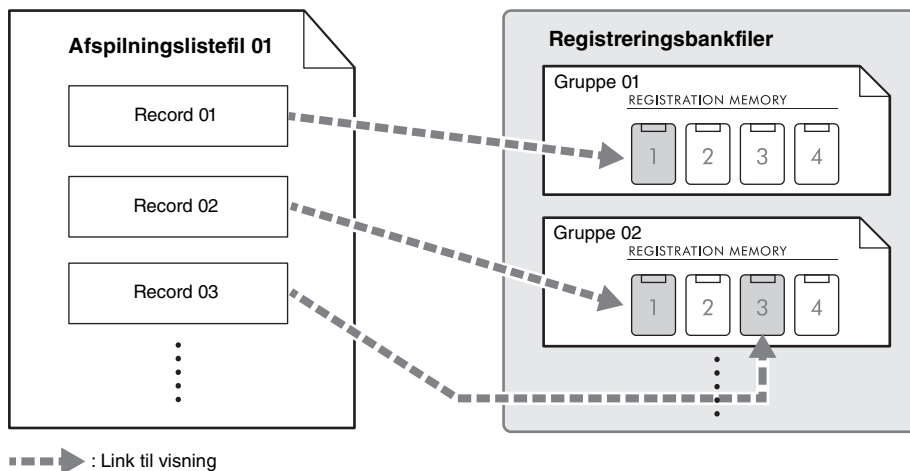 Afspilningslistefil 01
Record 01
Record 02
Record 03
Registreringsbankfiler
Gruppe 01
REGISTRATION MEMORY
1 2 3 4
Gruppe 02
REGISTRATION MEMORY
1 2 3 4
: Link til visning